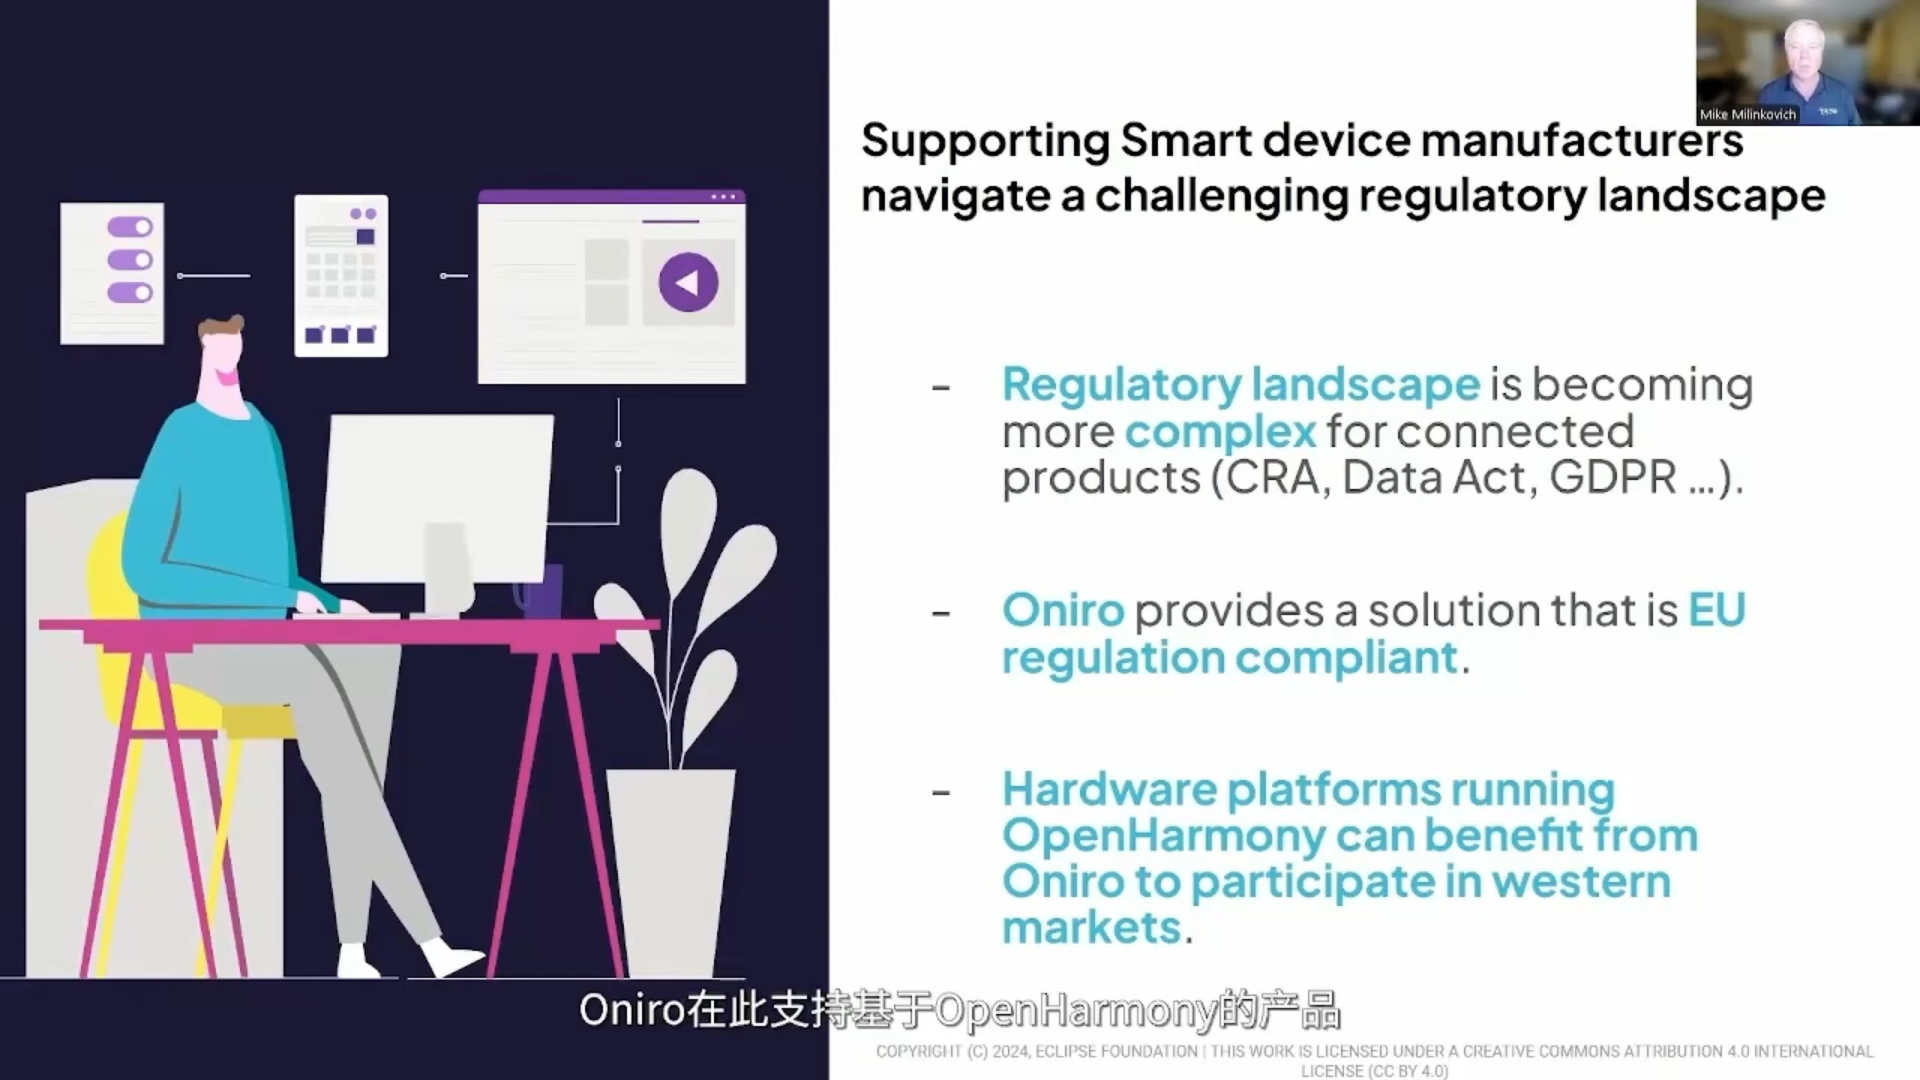 Mike Milinkovich
Supporting Smart device manufacturers
navigate a challenging regulatory landscape
- Regulatory landscape is becoming
more complex for connected
products (CRA, Data Act, GDPR ...).
- Oniro provides a solution that is EU
regulation compliant.
- Hardware platforms running
OpenHarmony can benefit from
Oniro to participate in western
markets.
Oniro在此支持基于OpenHarmony的产品
COPYRIGHT (C) 2024, ECLIPSE FOUNDATION | THIS WORK IS LICENSED UNDER A CREATIVE COMMONS ATTRIBUTION 4.0 INTERNATIONAL
LICENSE (CC BY 4.0)